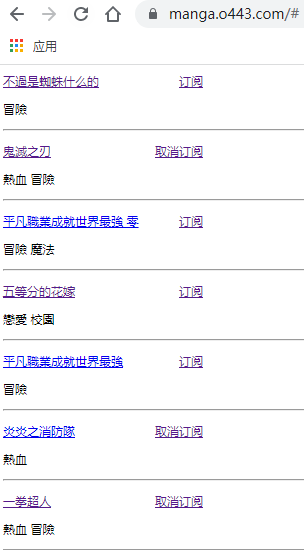 manga.o443.com/#
应用
不過是蜘蛛什么的 订阅
冒險
鬼滅之刃 取消订阅
熱血 冒險
平凡職業成就世界最強 零 订阅
冒險 魔法
五等分的花嫁 订阅
戀愛 校園
平凡職業成就世界最強 订阅
冒險
炎炎之消防隊 取消订阅
熱血
一拳超人 取消订阅
熱血 冒險